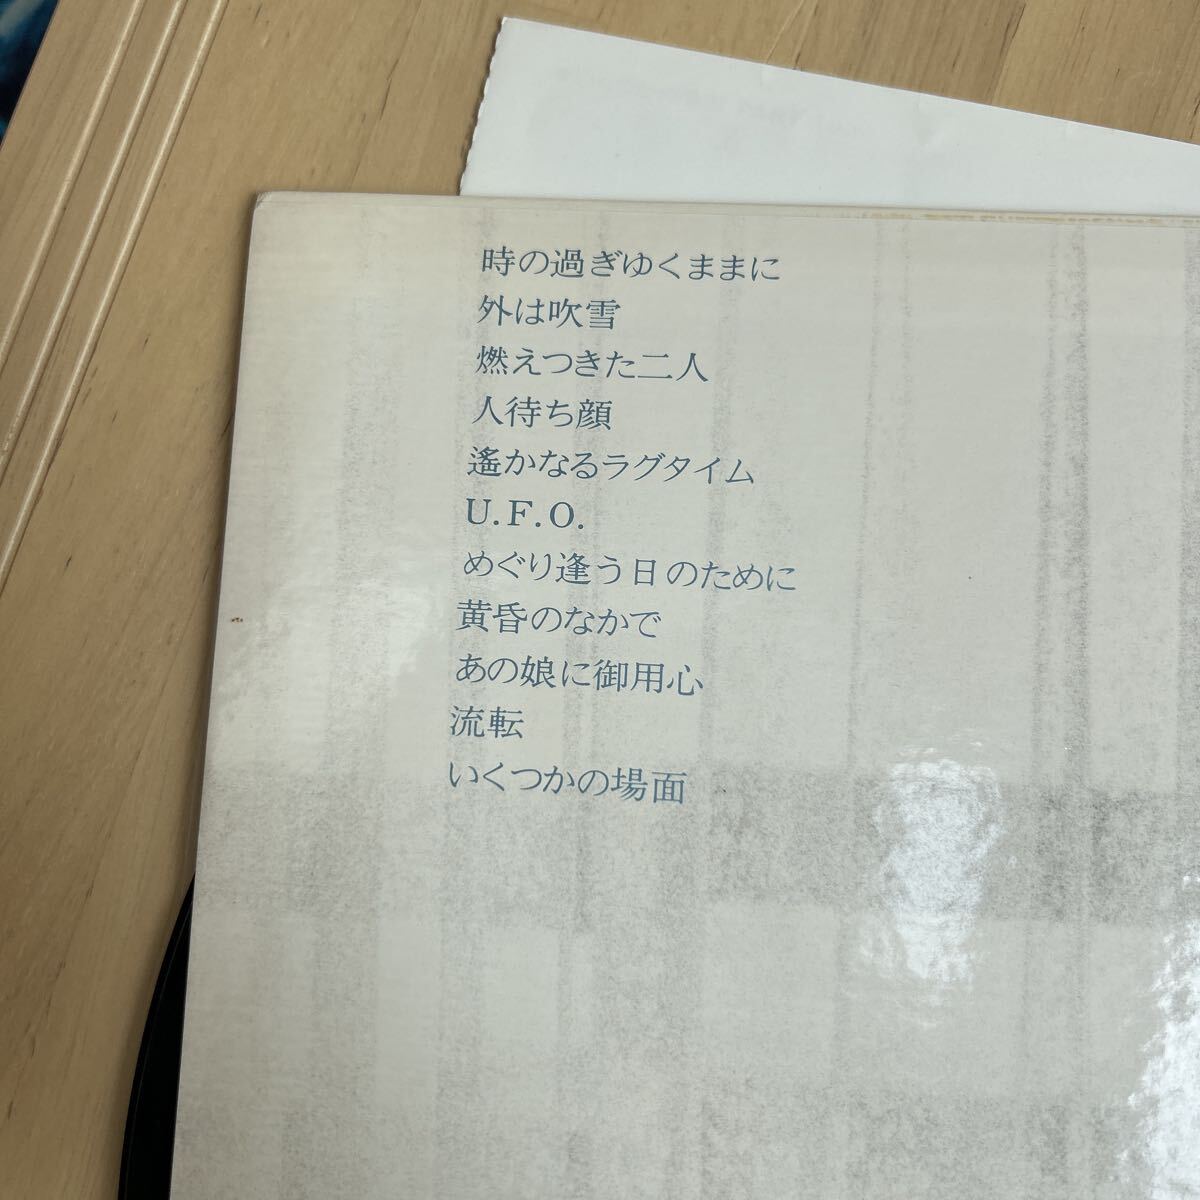 時の過ぎゆくままに
外は吹雪
燃えつきた二人
人待ち顔
遙かなるラグタイム
U.F.O.
めぐり逢う日のために
黄昏のなかで
あの娘に御用心
流転
いくつかの場面